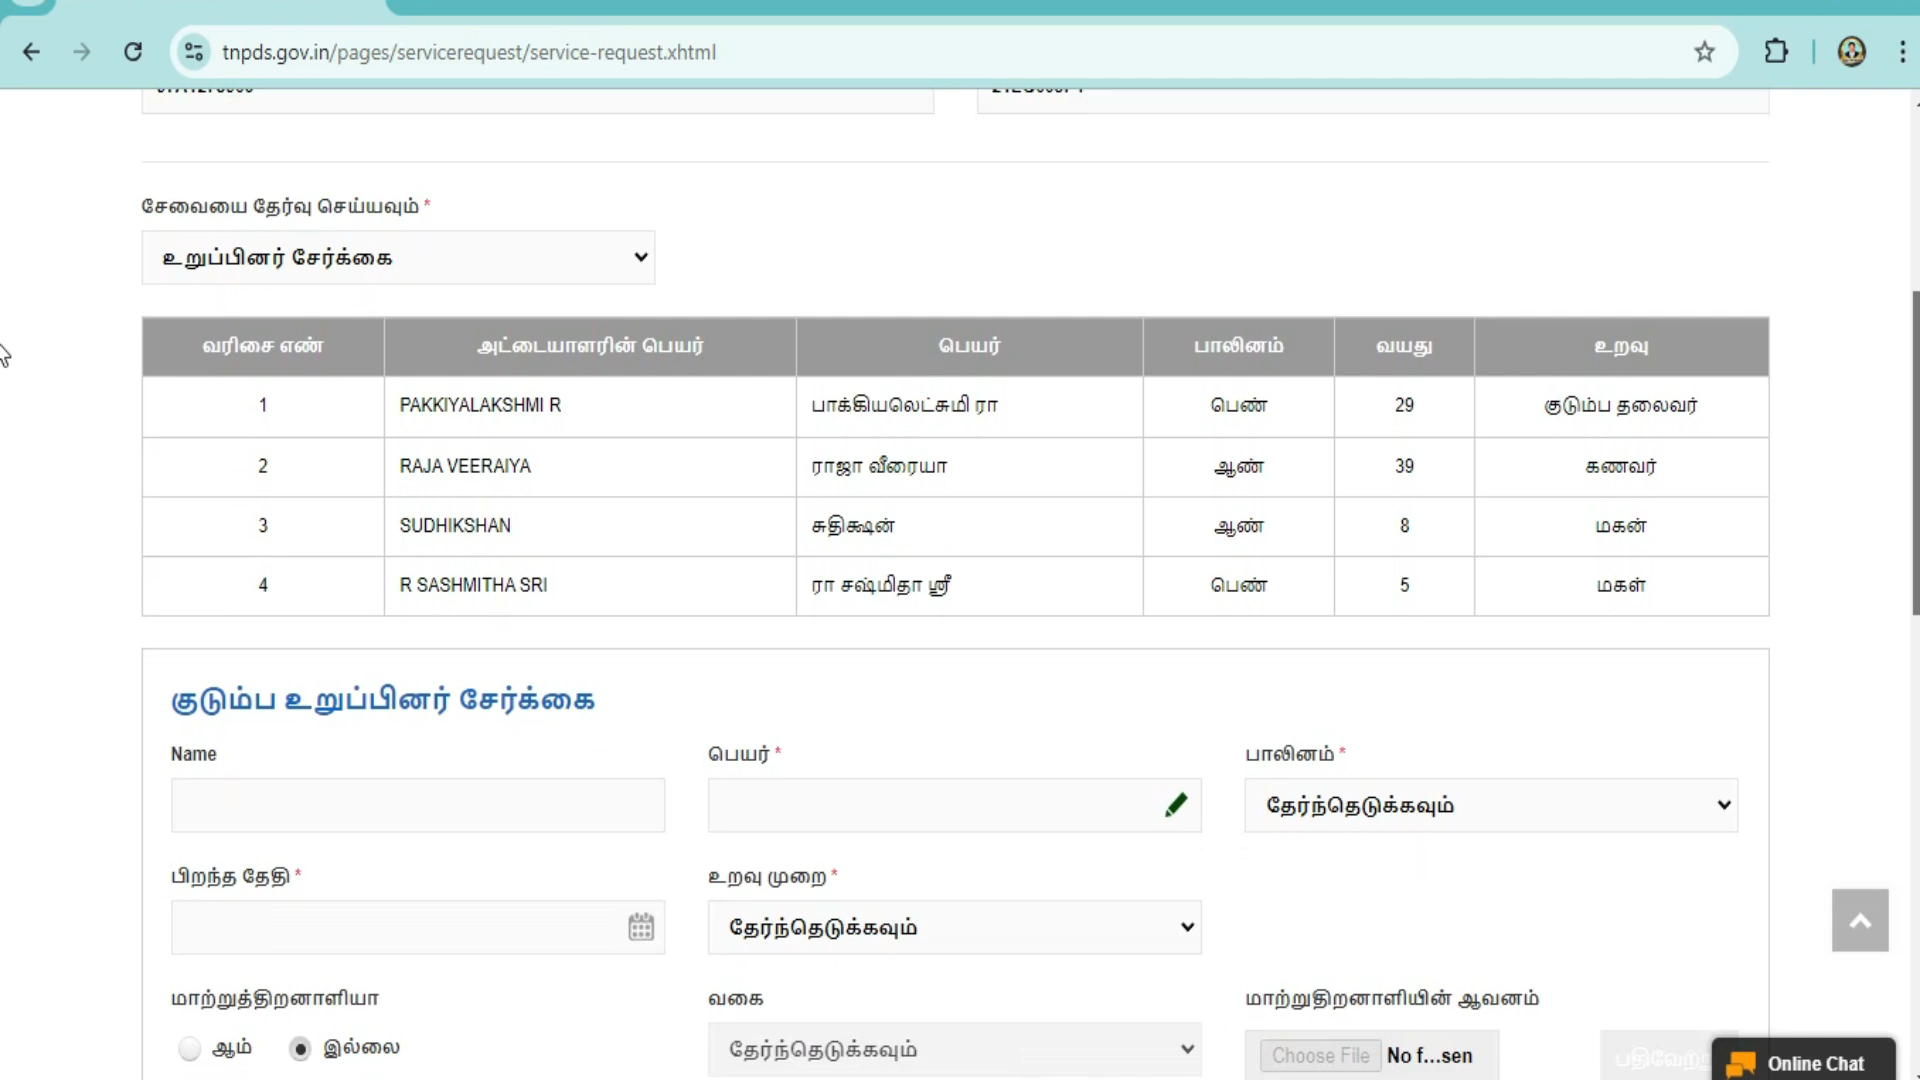 tnpds.gov.in/pages/servicerequest/service-request.xhtml
சேவையை தேர்வு செய்யவும் *
உறுப்பினர் சேர்க்கை
வரிசை எண் அட்டையாளரின் பெயர் பெயர் பாலினம் வயது உறவு
1 PAKKIYALAKSHMI R பாக்கியலெட்சுமி ரா பெண் 29 குடும்ப தலைவர்
2 RAJA VEERAIYA ராஜா வீரையா ஆண் 39 கணவர்
3 SUDHIKSHAN சுதிக்ஷன் ஆண் 8 மகன்
4 R SASHMITHA SRI ரா சஷ்மிதா ஸ்ரீ பெண் 5 மகள்
குடும்ப உறுப்பினர் சேர்க்கை
Name பெயர் * பாலினம் *
தேர்ந்தெடுக்கவும்
பிறந்த தேதி * உறவு முறை *
தேர்ந்தெடுக்கவும்
மாற்றுத்திறனாளியா வகை மாற்றுதிறனாளியின் ஆவனம்
ஆம் இல்லை தேர்ந்தெடுக்கவும் Choose File No f...sen
Online Chat